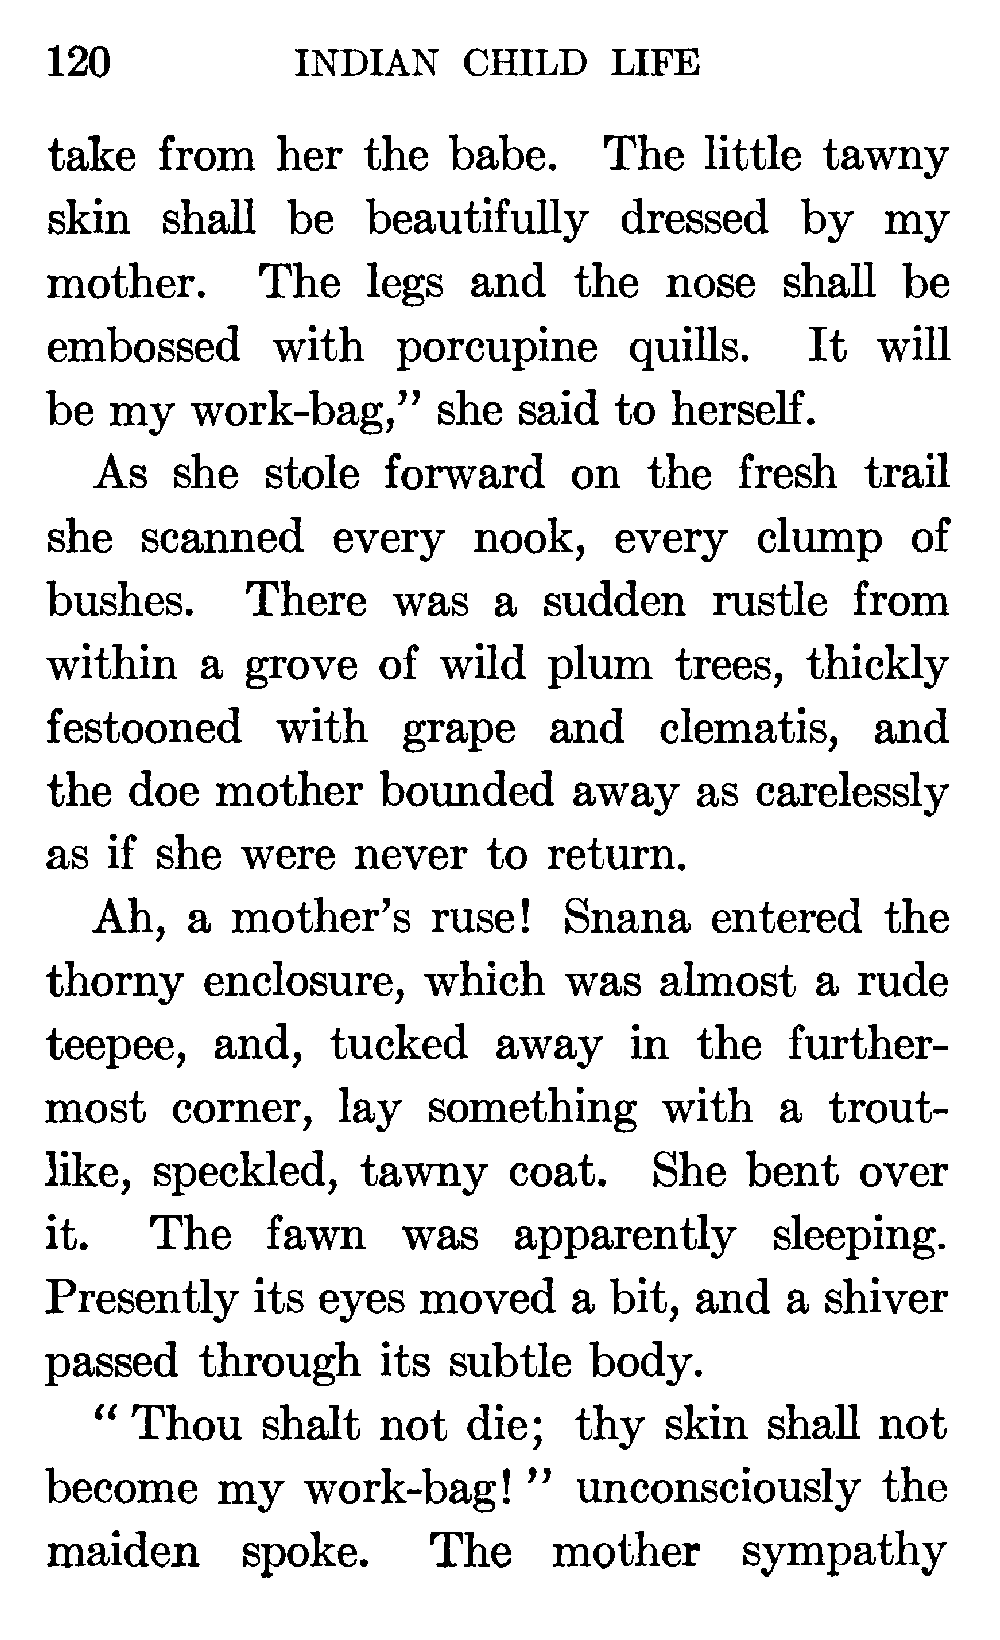 120 INDIAN CHILD LIFE
take from her the babe. The little tawny
skin shall be beautifully dressed by my
mother. The legs and the nose shall be
embossed with porcupine quills. It will
be my work-bag,” she said to herself.
As she stole forward on the fresh trail
she scanned every nook, every clump of
bushes. There was a sudden rustle from
within a grove of wild plum trees, thickly
festooned with grape and clematis, and
the doe mother bounded away as carelessly
as if she were never to return.
Ah, a mother’s ruse! Snana entered the
thorny enclosure, which was almost a rude
teepee, and, tucked away in the further-
most corner, lay something with a trout-
like, speckled, tawny coat. She bent over
it. The fawn was apparently sleeping.
Presently its eyes moved a bit, and a shiver
passed through its subtle body.
“ Thou shalt not die; thy skin shall not
become my work-bag! ” unconsciously the
maiden spoke. The mother sympathy